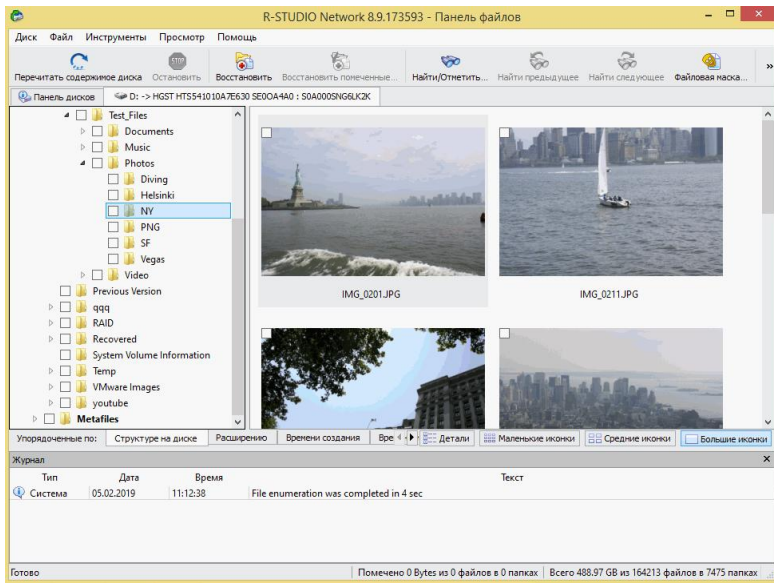 R-STUDIO Network 8.9.173593 - Панель файлов
Диск Файл Инструменты Просмотр Помощь
STOP
Перечитать содержимое диска Остановить Восстановить Восстановить помеченные... Найти/Отметить... Найти предыдущее Найти следующее Файловая маска... »
Панель дисков D: -> HGST HTS541010A7E630 SE0OA4A0 : S0A000SNG6LK2K
Test_Files
Documents
Music
Photos
Diving
Helsinki
NY
PNG
SF
Vegas
Video
Previous Version
qqq
RAID
Recovered
System Volume Information
Temp
VMware Images
youtube
Metafiles
IMG_0201.JPG IMG_0211.JPG
Упорядоченные по: Структуре на диске Расширению Времени создания Вре Детали Маленькие иконки Средние иконки Большие иконки
Журнал
Тип Дата Время Текст
Система 05.02.2019 11:12:38 File enumeration was completed in 4 sec
Готово Помечено 0 Bytes из 0 файлов в 0 папках Всего 488.97 GB из 164213 файлов в 7475 папках